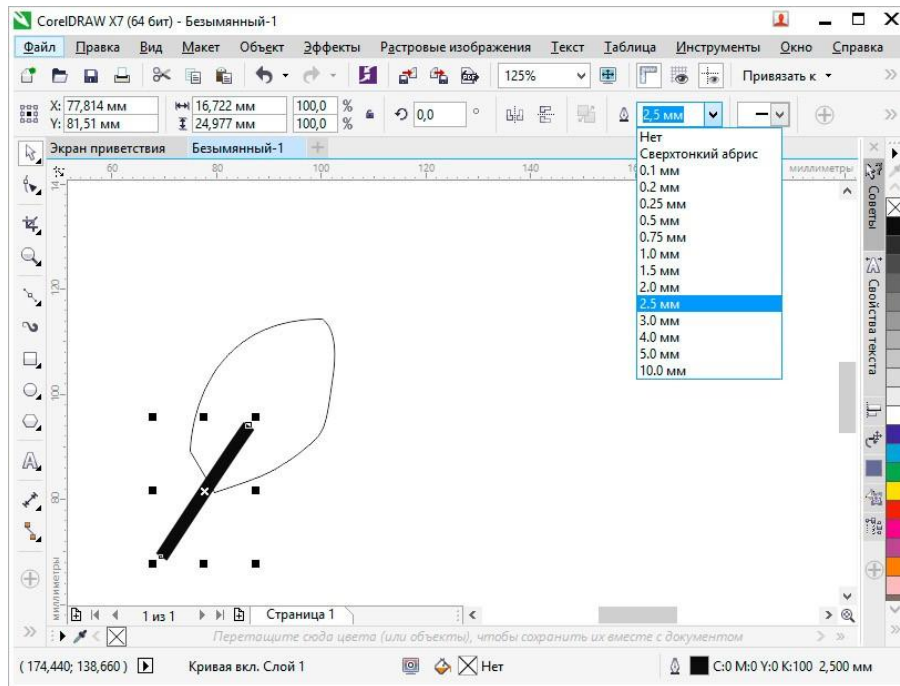 CorelDRAW X7 (64 бит) - Безымянный-1
Файл Правка Вид Макет Объект Эффекты Растровые изображения Текст Таблица Инструменты Окно Справка
125% Привязать к
X: 77,814 мм 16,722 мм 100,0 % 0,0 ° 2,5 мм
Y: 81,51 мм 24,977 мм 100,0 %
Экран приветствия Безымянный-1
Нет
Сверхтонкий абрис
0.1 мм
0.2 мм
0.25 мм
0.5 мм
0.75 мм
1.0 мм
1.5 мм
2.0 мм
2.5 мм
3.0 мм
4.0 мм
5.0 мм
10.0 мм
60 80 100 120 140 миллиметры
120
100
80
миллиметры
Советы
Свойства текста
1 из 1 Страница 1
Перетащите сюда цвета (или объекты), чтобы сохранить их вместе с документом
( 174,440; 138,660 ) Кривая вкл. Слой 1 Нет C:0 M:0 Y:0 K:100 2,500 мм